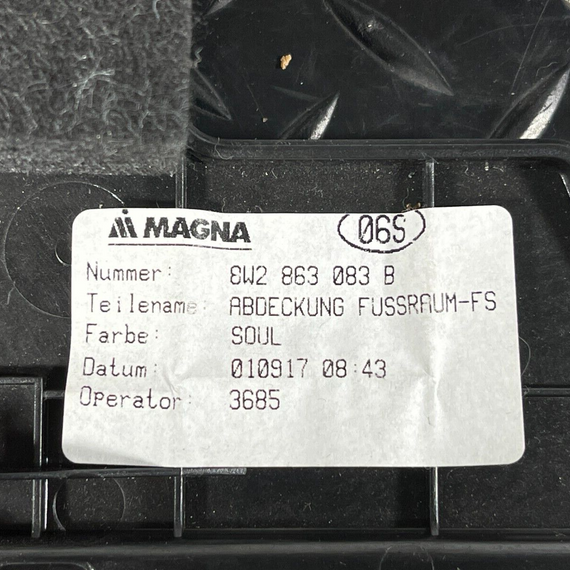 MAGNA 06S
Nummer: 8W2 863 083 B
Teilename: ABDECKUNG FUSSRAUM-FS
Farbe: SOUL
Datum: 010917 08:43
Operator: 3685